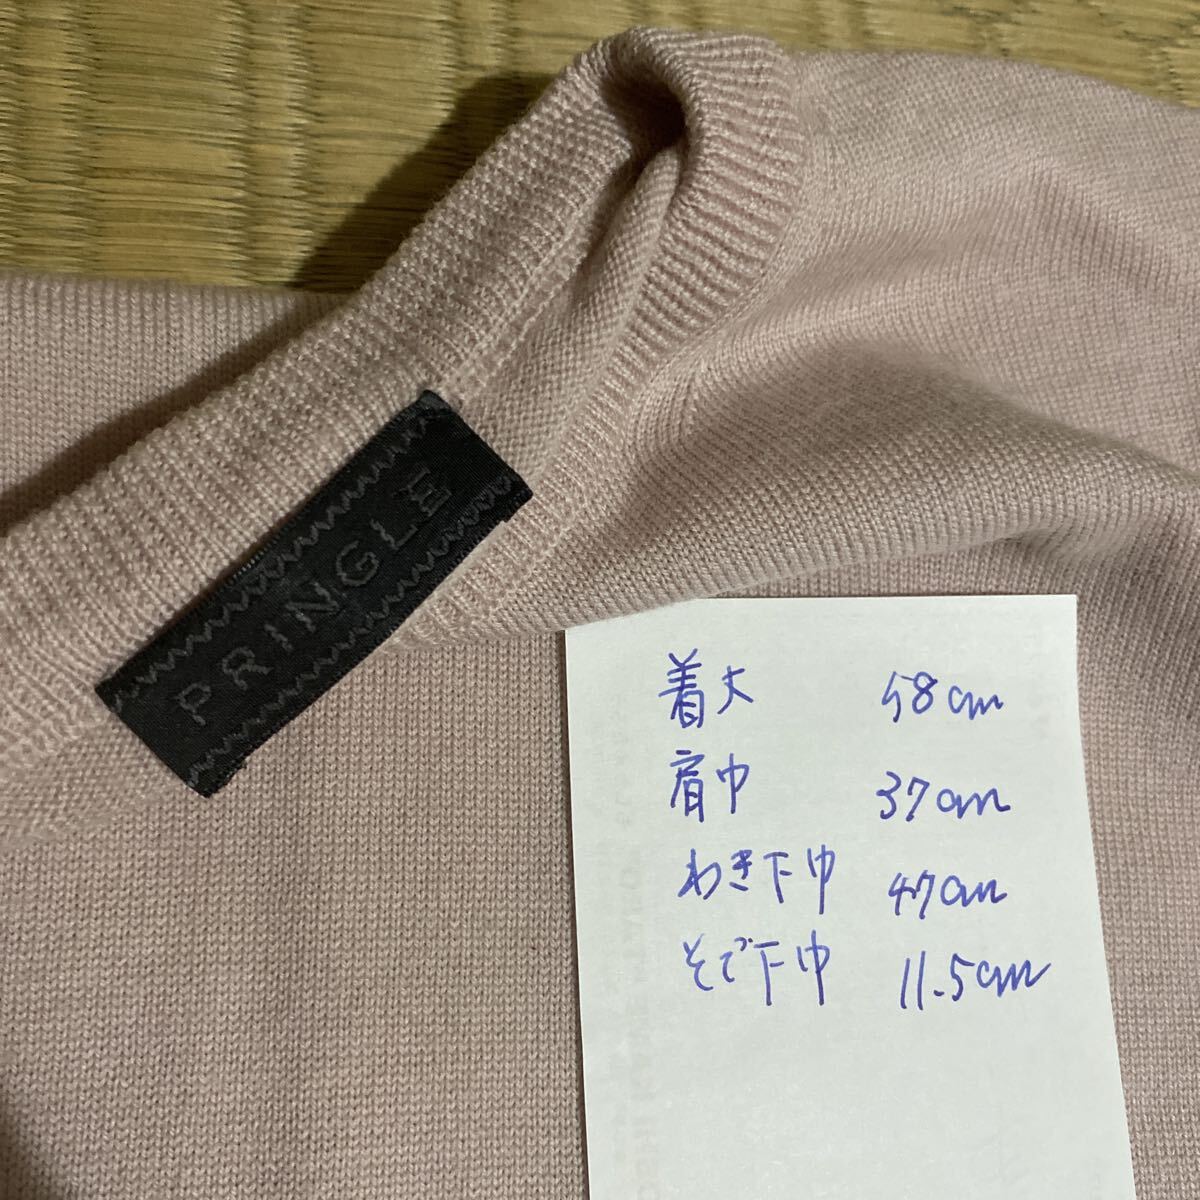 PRINGLE
着丈 58cm
肩巾 37cm
わき下巾 47cm
そで下巾 11.5cm